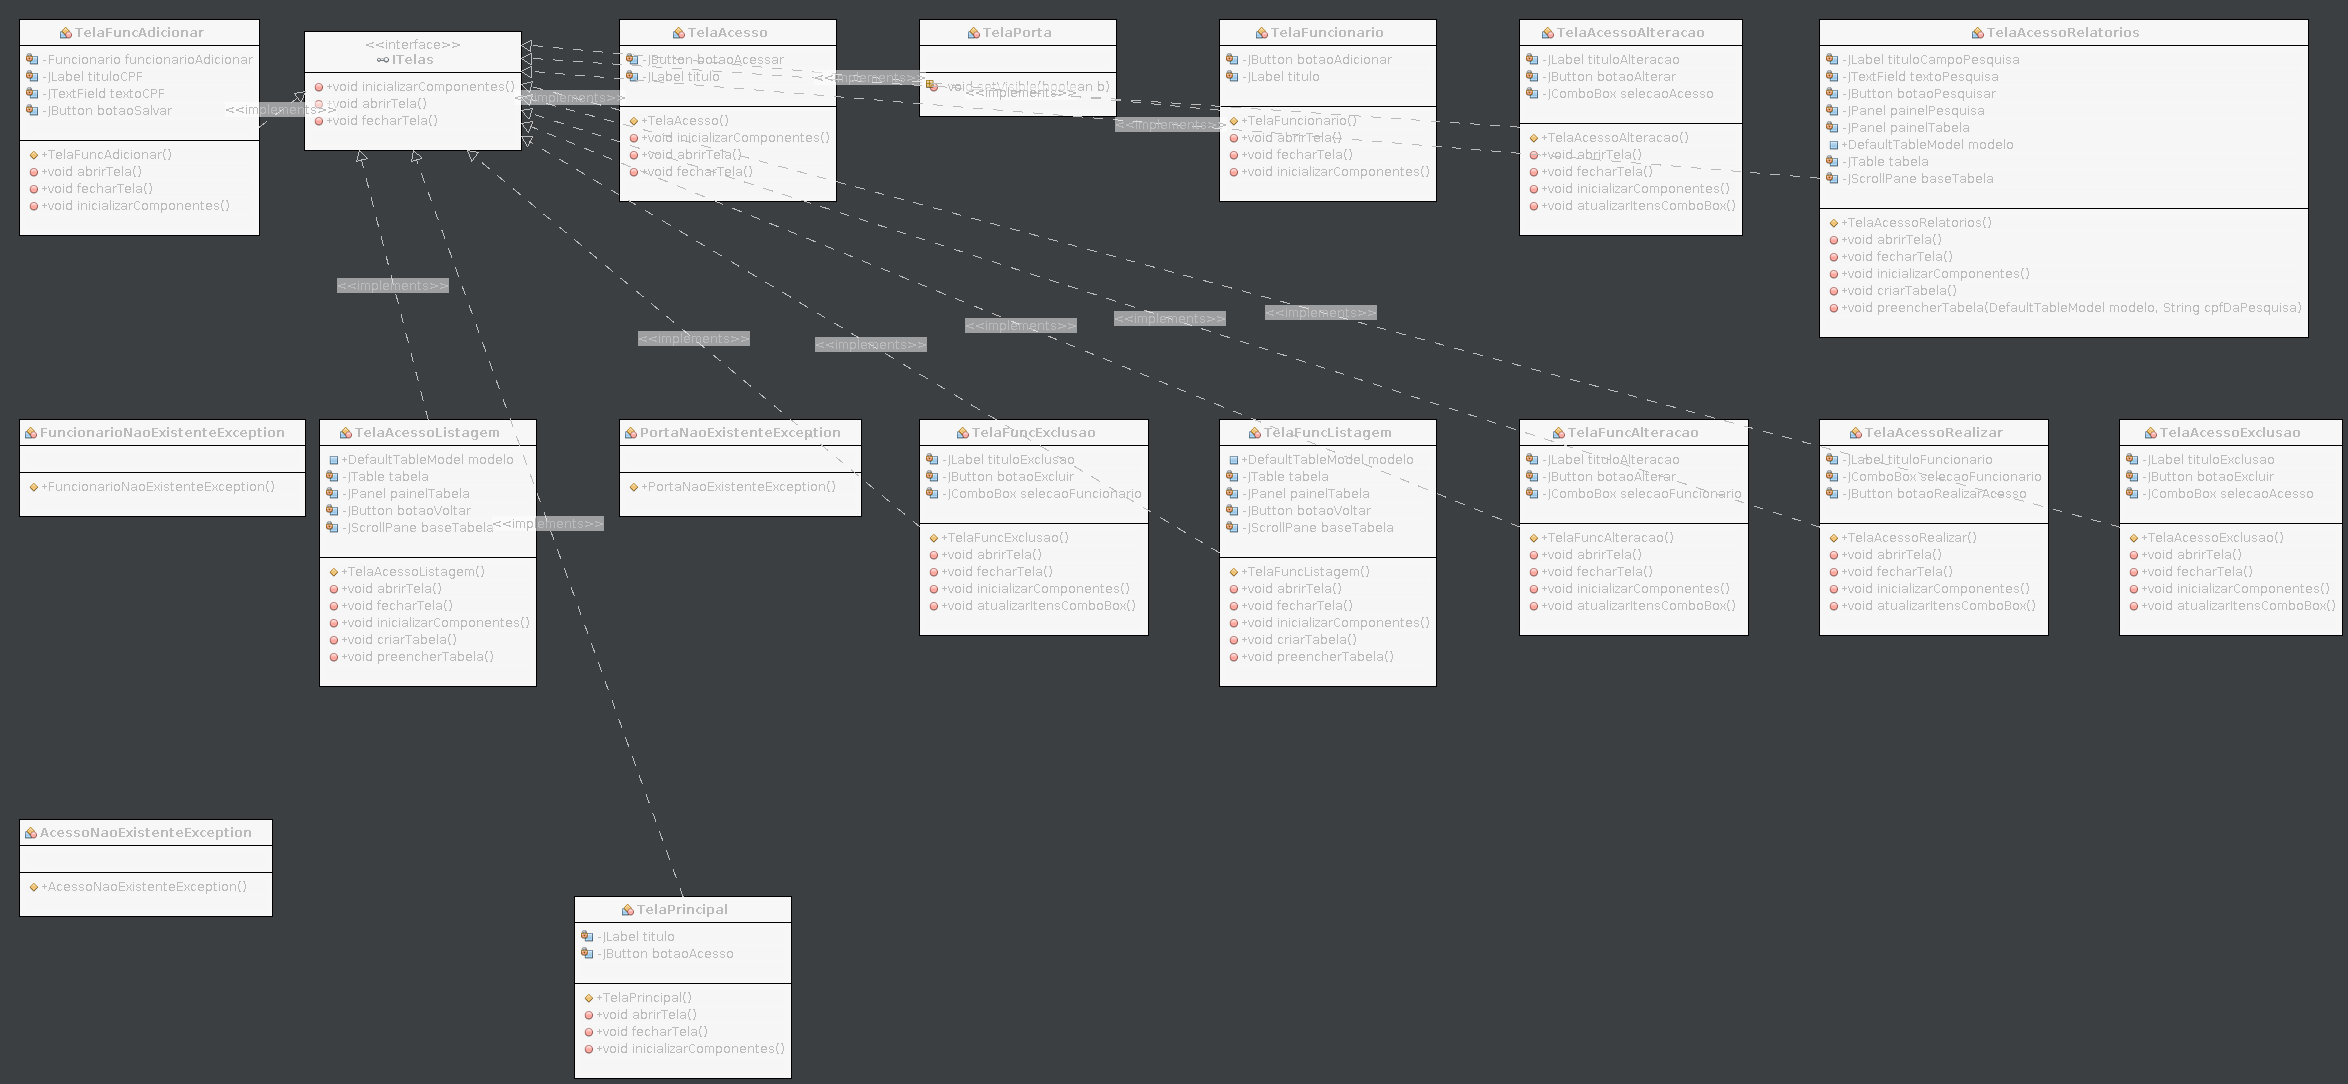 TelaFuncAdicionar
-Funcionario funcionarioAdicionar
-JLabel tituloCPF
-JTextField textoCPF
-JButton botaoSalvar
+TelaFuncAdicionar()
+void abrirTela()
+void fecharTela()
+void inicializarComponentes()
<<implements>>
<<interface>>
ITelas
+void inicializarComponentes()
+void abrirTela()
+void fecharTela()
<<implements>>
TelaAcesso
-JButton botaoAcessar
-JLabel titulo
+TelaAcesso()
+void inicializarComponentes()
+void abrirTela()
+void fecharTela()
<<implements>>
TelaPorta
+void setVisible(boolean b)
<<implements>>
<<implements>>
TelaFuncionario
-JButton botaoAdicionar
-JLabel titulo
+TelaFuncionario()
+void abrirTela()
+void fecharTela()
+void inicializarComponentes()
TelaAcessoAlteracao
-JLabel tituloAlteracao
-JButton botaoAlterar
-JComboBox selecaoAcesso
+TelaAcessoAlteracao()
+void abrirTela()
+void fecharTela()
+void inicializarComponentes()
+void atualizarItensComboBox()
TelaAcessoRelatorios
-JLabel tituloCampoPesquisa
-JTextField textoPesquisa
-JButton botaoPesquisar
-JPanel painelPesquisa
-JPanel painelTabela
+DefaultTableModel modelo
-JTable tabela
-JScrollPane baseTabela
+TelaAcessoRelatorios()
+void abrirTela()
+void fecharTela()
+void inicializarComponentes()
+void criarTabela()
+void preencherTabela(DefaultTableModel modelo, String cpfDaPesquisa)
<<implements>>
<<implements>>
<<implements>>
<<implements>>
<<implements>>
<<implements>>
FuncionarioNaoExistenteException
+FuncionarioNaoExistenteException()
TelaAcessoListagem
+DefaultTableModel modelo
-JTable tabela
-JPanel painelTabela
-JButton botaoVoltar
-JScrollPane baseTabela
+TelaAcessoListagem()
+void abrirTela()
+void fecharTela()
+void inicializarComponentes()
+void criarTabela()
+void preencherTabela()
<<implements>>
PortaNaoExistenteException
+PortaNaoExistenteException()
TelaFuncExclusao
-JLabel tituloExclusao
-JButton botaoExcluir
-JComboBox selecaoFuncionario
+TelaFuncExclusao()
+void abrirTela()
+void fecharTela()
+void inicializarComponentes()
+void atualizarItensComboBox()
TelaFuncListagem
+DefaultTableModel modelo
-JTable tabela
-JPanel painelTabela
-JButton botaoVoltar
-JScrollPane baseTabela
+TelaFuncListagem()
+void abrirTela()
+void fecharTela()
+void inicializarComponentes()
+void criarTabela()
+void preencherTabela()
TelaFuncAlteracao
-JLabel tituloAlteracao
-JButton botaoAlterar
-JComboBox selecaoFuncionario
+TelaFuncAlteracao()
+void abrirTela()
+void fecharTela()
+void inicializarComponentes()
+void atualizarItensComboBox()
TelaAcessoRealizar
-JLabel tituloFuncionario
-JComboBox selecaoFuncionario
-JButton botaoRealizarAcesso
+TelaAcessoRealizar()
+void abrirTela()
+void fecharTela()
+void inicializarComponentes()
+void atualizarItensComboBox()
TelaAcessoExclusao
-JLabel tituloExclusao
-JButton botaoExcluir
-JComboBox selecaoAcesso
+TelaAcessoExclusao()
+void abrirTela()
+void fecharTela()
+void inicializarComponentes()
+void atualizarItensComboBox()
AcessoNaoExistenteException
+AcessoNaoExistenteException()
TelaPrincipal
-JLabel titulo
-JButton botaoAcesso
+TelaPrincipal()
+void abrirTela()
+void fecharTela()
+void inicializarComponentes()